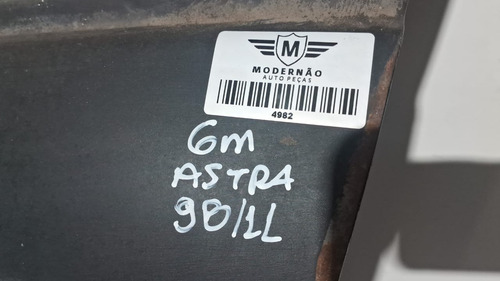 M
MODERNÃO
AUTO PEÇAS
4982
GM
ASTRA
98/11